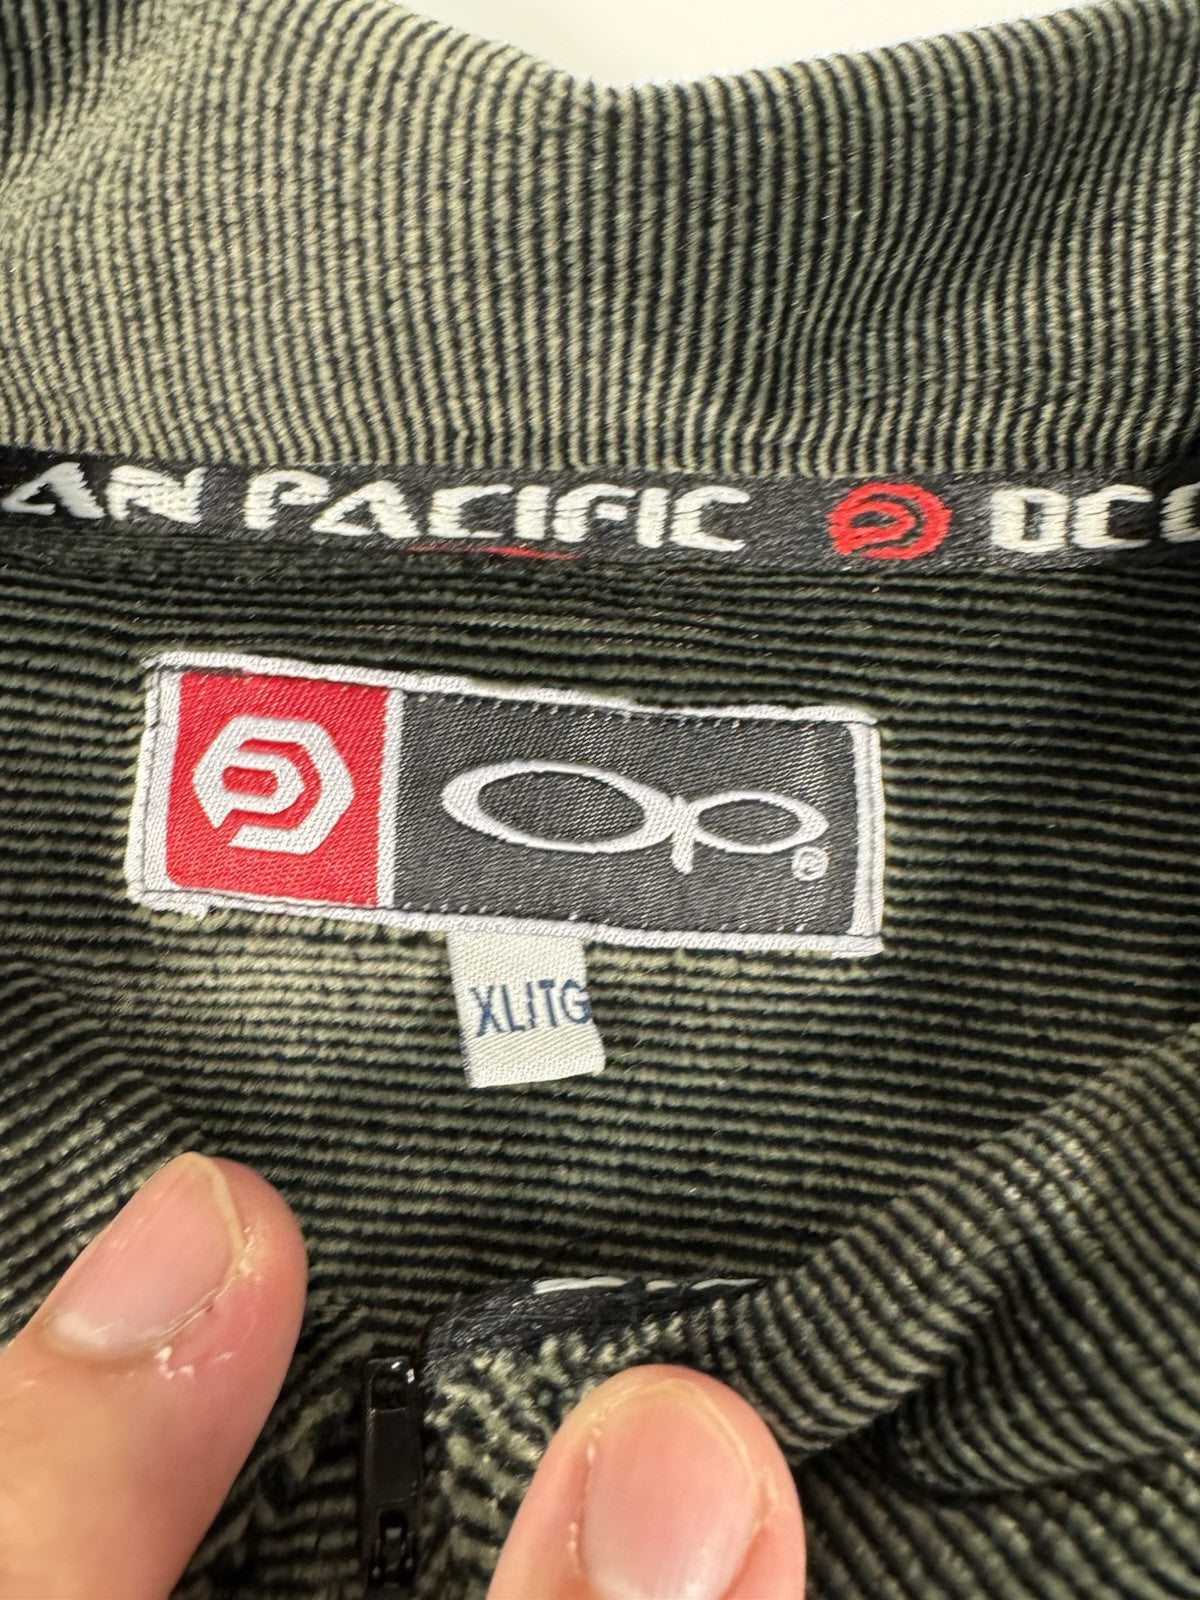 AN PACIFIC OCE
Op®
XL/TG